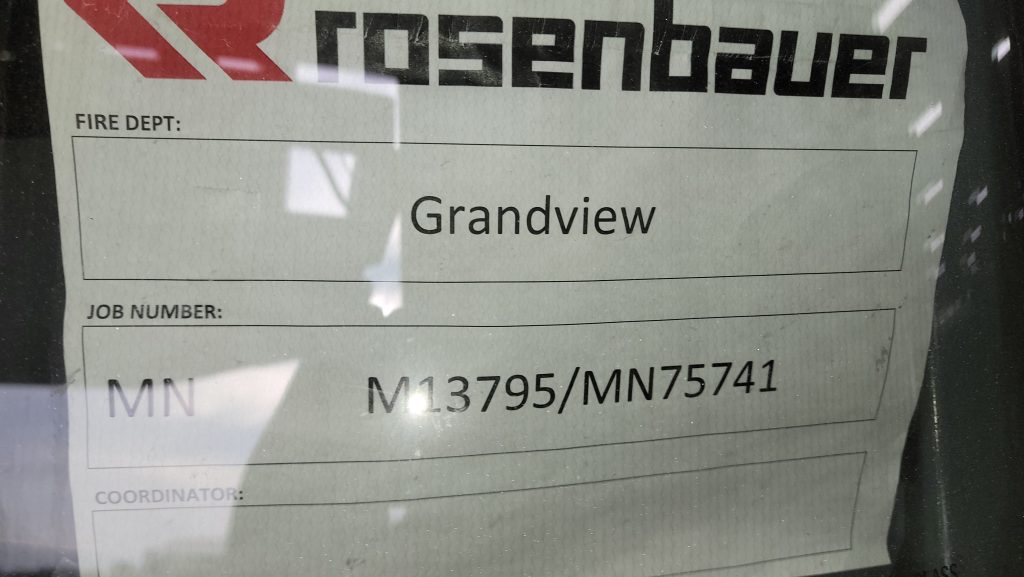 rosenbauer
FIRE DEPT:
Grandview
JOB NUMBER:
MN M13795/MN75741
COORDINATOR: